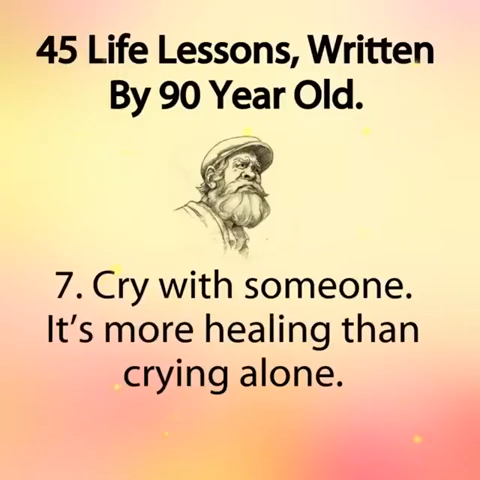 45 Life Lessons, Written
By 90 Year Old.
7. Cry with someone.
It's more healing than
crying alone.